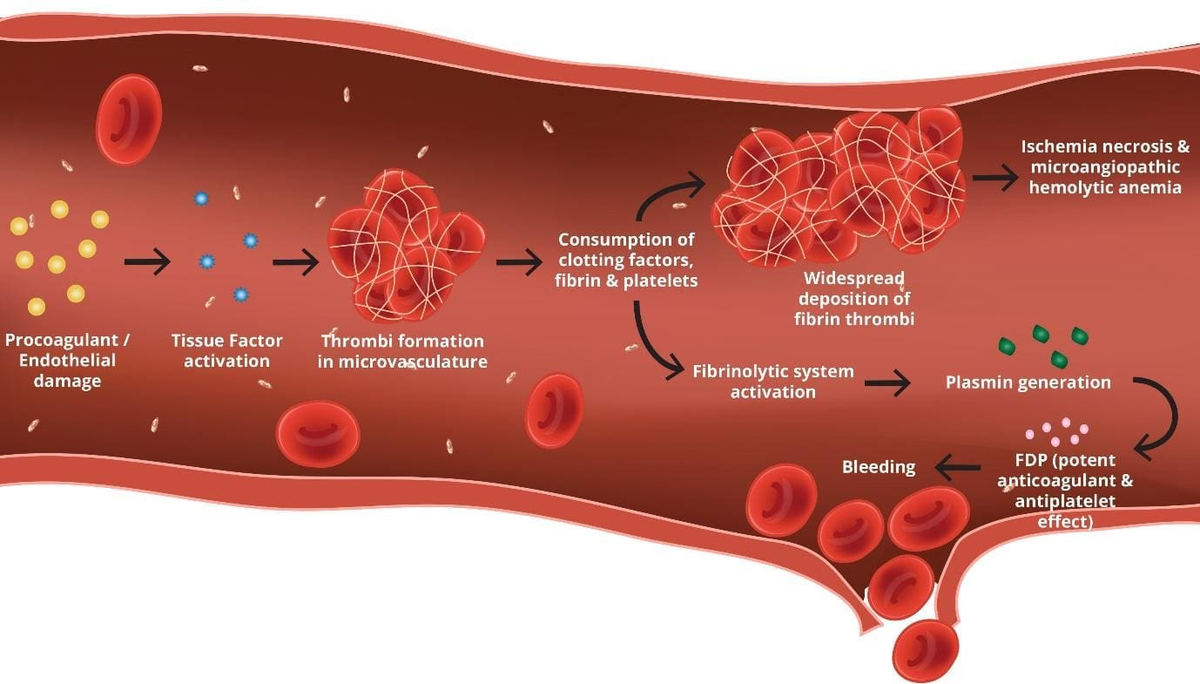 Procoagulant /
Endothelial
damage
Tissue Factor
activation
Thrombi formation
in microvasculature
Consumption of
clotting factors,
fibrin & platelets
Widespread
deposition of
fibrin thrombi
Ischemia necrosis &
microangiopathic
hemolytic anemia
Fibrinolytic system
activation
Plasmin generation
FDP (potent
anticoagulant &
antiplatelet
effect)
Bleeding